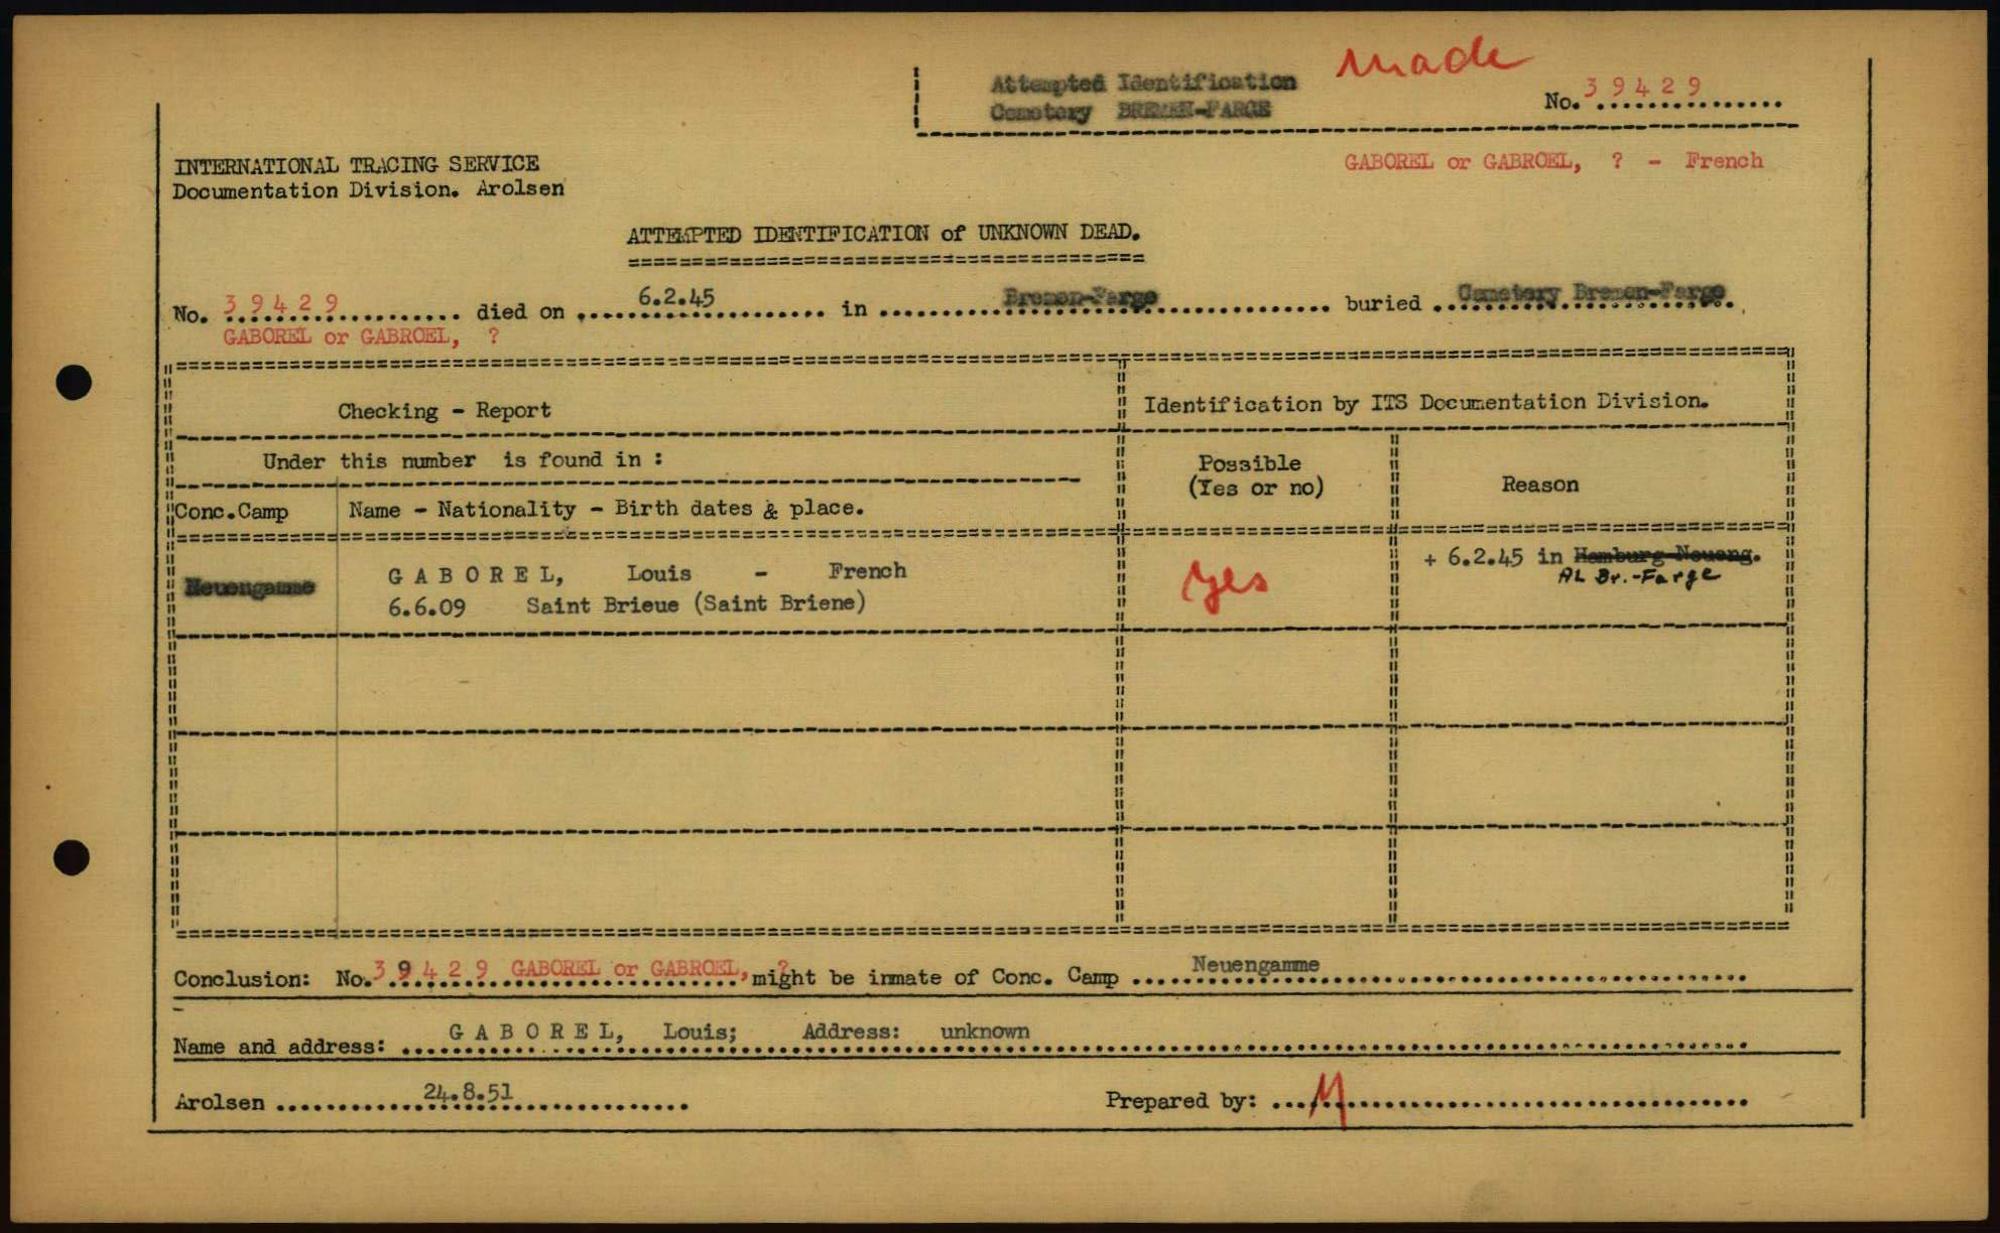 made
Attempted Identification
Cemetery BREMEN-FARGE
No. 39429
INTERNATIONAL TRACING SERVICE
Documentation Division. Arolsen
GABOREL or GABROEL, ? - French
ATTEMPTED IDENTIFICATION of UNKNOWN DEAD.
No. 39429 died on 6.2.45 in Bremen-Farge buried Cemetery Bremen-Farge
GABOREL or GABROEL, ?
Checking - Report
Identification by ITS Documentation Division.
Under this number is found in :
Possible
(Yes or no)
Reason
Conc.Camp Name - Nationality - Birth dates & place.
Neuengamme GABOREL, Louis - French
6.6.09 Saint Brieue (Saint Briene)
yes
+ 6.2.45 in Hamburg-Neueng.
AL Br.-Farge
Conclusion: No. 39429 GABOREL or GABROEL, ? might be inmate of Conc. Camp Neuengamme
Name and address: GABOREL, Louis; Address: unknown
Arolsen 24.8.51
Prepared by: M